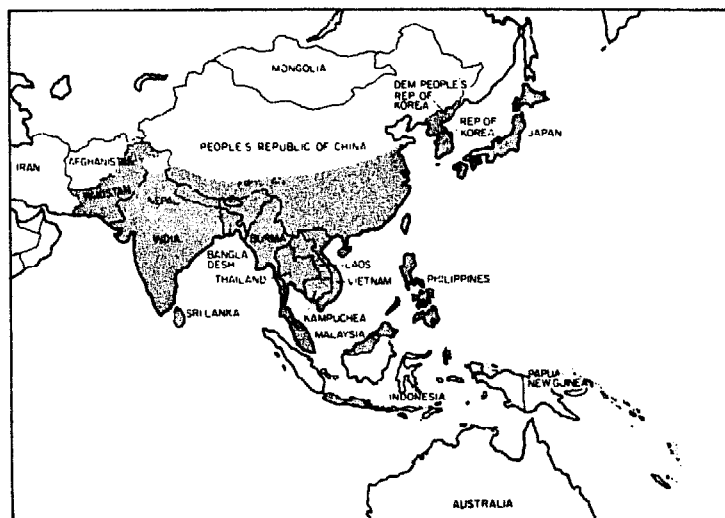 MONGOLIA
DEM PEOPLE'S
REP OF
KOREA
REP OF
KOREA
JAPAN
PEOPLE'S REPUBLIC OF CHINA
IRAN
AFGHANISTAN
PAKISTAN
NEPAL
INDIA
BURMA
BANGLA
DESH
LAOS
THAILAND
VIETNAM
PHILIPPINES
SRI LANKA
KAMPUCHEA
MALAYSIA
PAPUA
NEW GUINEA
INDONESIA
AUSTRALIA